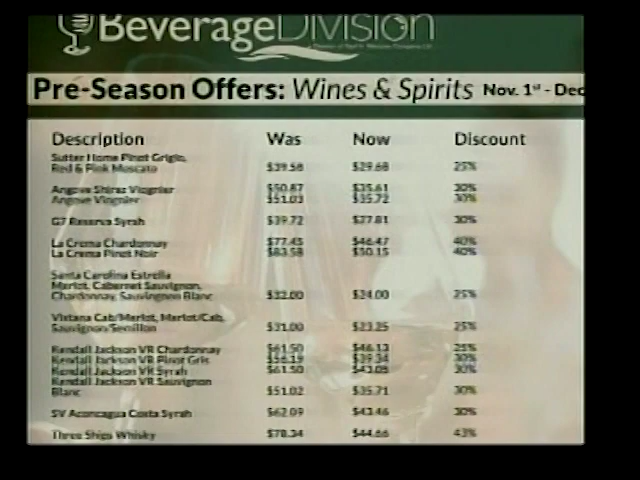 BeverageDivision
Pre-Season Offers: Wines & Spirits Nov. 1st - Dec
Description Was Now Discount
Sutter Home Pinot Grigio,
Red & Pink Moscato $39.58 $29.68 25%
Angove Shiraz Viognier $50.87 $35.61 30%
Angove Viognier $51.03 $35.72 30%
G7 Reserva Syrah $39.72 $27.81 30%
La Crema Chardonnay $77.45 $46.47 40%
La Crema Pinot Noir $83.58 $50.15 40%
Santa Carolina Estrella
Merlot, Cabernet Sauvignon,
Chardonnay, Sauvingnon Blanc $32.00 $24.00 25%
Vistana Cab/Merlot, Merlot/Cab,
Sauvignon/Semillon $31.00 $23.25 25%
Kendall Jackson VR Chardonnay $61.50 $46.13 25%
Kendall Jackson VR Pinot Gris $56.19 $39.34 30%
Kendall Jackson VR Syrah $61.50 $43.05 30%
Kendall Jackson VR Sauvignon
Blanc $51.02 $35.71 30%
SV Aconcagua Costa Syrah $62.09 $43.46 30%
Three Ships Whisky $78.34 $44.66 43%